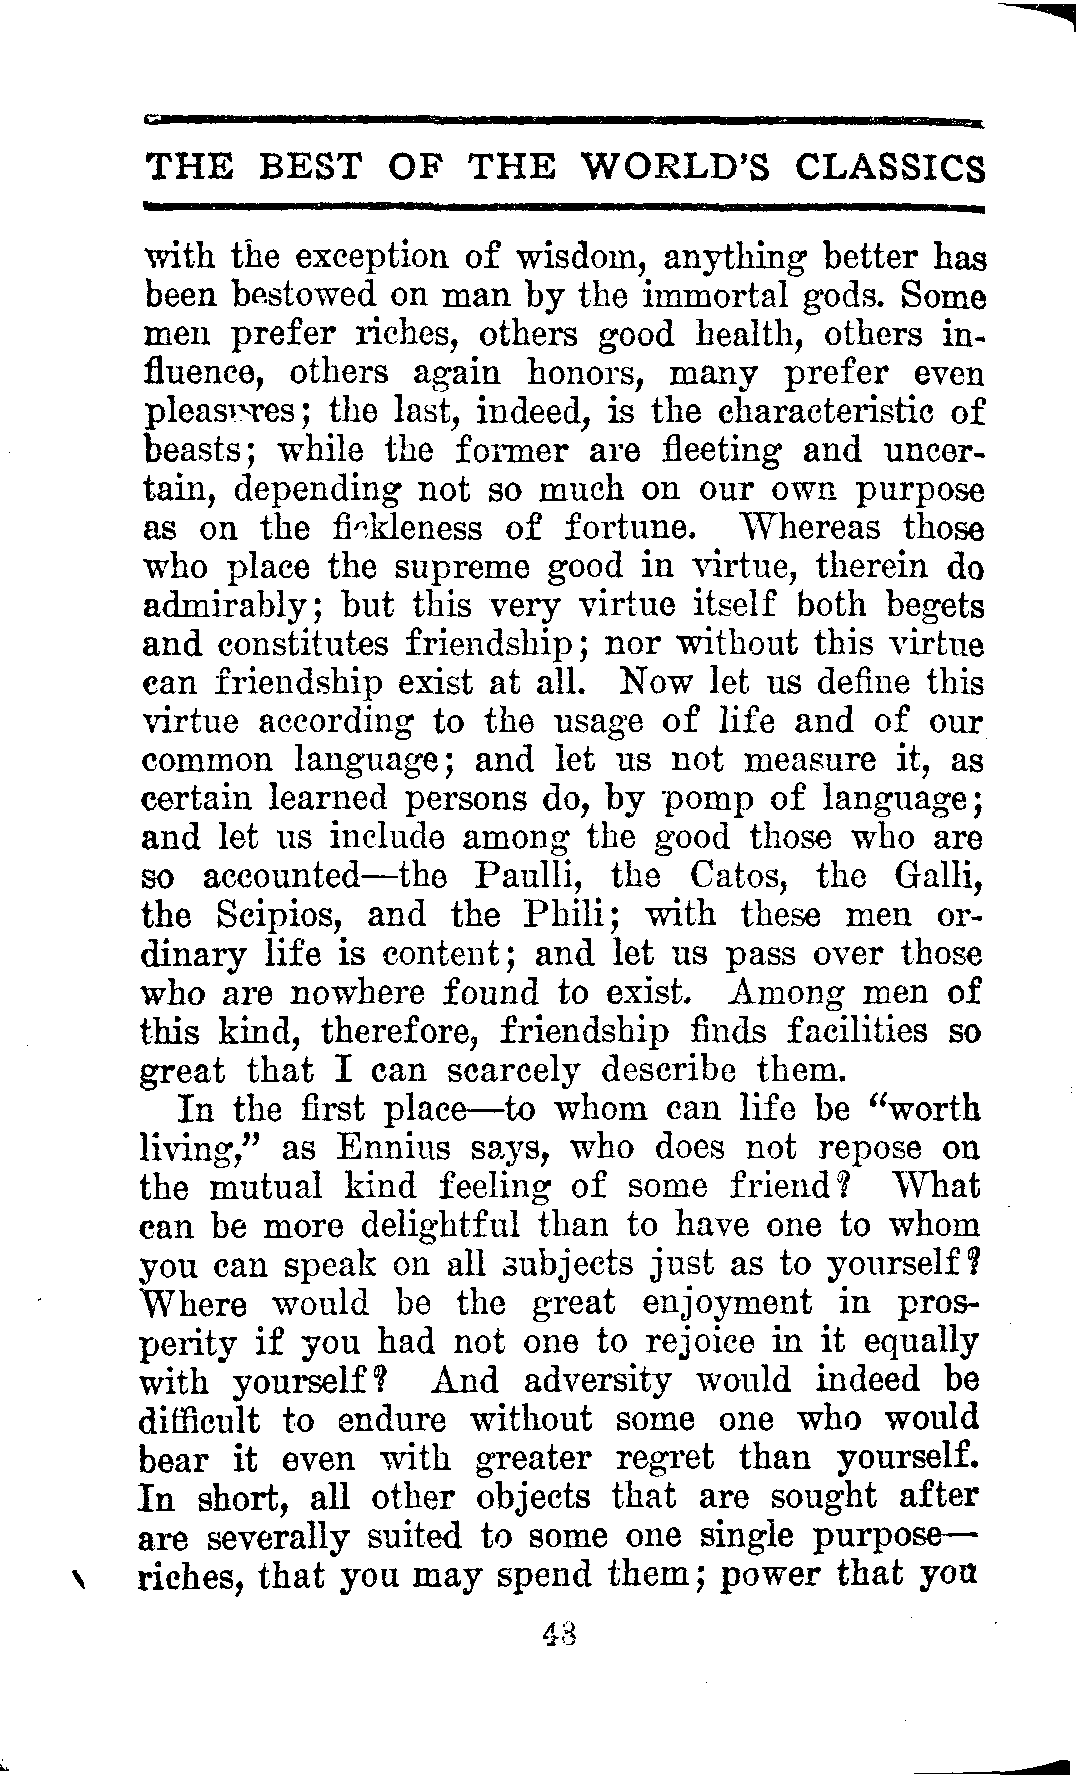 THE BEST OF THE WORLD'S CLASSICS
with the exception of wisdom, anything better has
been bestowed on man by the immortal gods. Some
men prefer riches, others good health, others in-
fluence, others again honors, many prefer even
pleasures; the last, indeed, is the characteristic of
beasts; while the former are fleeting and uncer-
tain, depending not so much on our own purpose
as on the fickleness of fortune. Whereas those
who place the supreme good in virtue, therein do
admirably; but this very virtue itself both begets
and constitutes friendship; nor without this virtue
can friendship exist at all. Now let us define this
virtue according to the usage of life and of our
common language; and let us not measure it, as
certain learned persons do, by pomp of language;
and let us include among the good those who are
so accounted—the Paulli, the Catos, the Galli,
the Scipios, and the Phili; with these men or-
dinary life is content; and let us pass over those
who are nowhere found to exist. Among men of
this kind, therefore, friendship finds facilities so
great that I can scarcely describe them.
In the first place—to whom can life be “worth
living,” as Ennius says, who does not repose on
the mutual kind feeling of some friend? What
can be more delightful than to have one to whom
you can speak on all subjects just as to yourself?
Where would be the great enjoyment in pros-
perity if you had not one to rejoice in it equally
with yourself? And adversity would indeed be
difficult to endure without some one who would
bear it even with greater regret than yourself.
In short, all other objects that are sought after
are severally suited to some one single purpose—
riches, that you may spend them; power that you
48